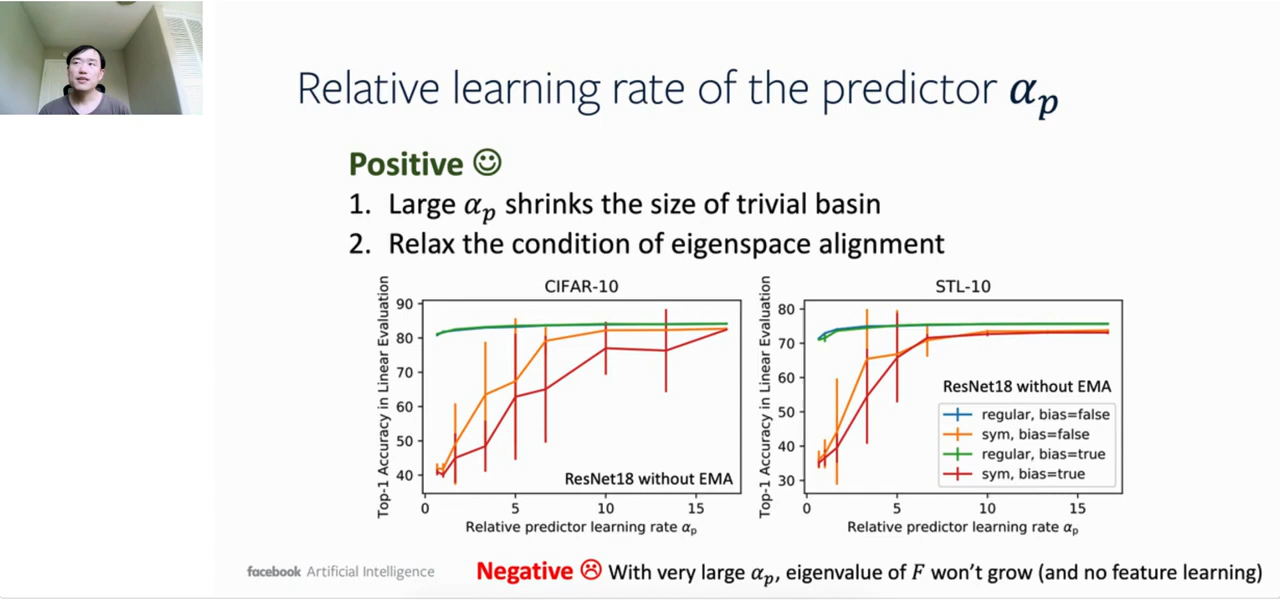 Relative learning rate of the predictor αₚ
Positive ☺
1. Large αₚ shrinks the size of trivial basin
2. Relax the condition of eigenspace alignment
CIFAR-10
Top-1 Accuracy in Linear Evaluation
90
80
70
60
50
40
ResNet18 without EMA
0 5 10 15
Relative predictor learning rate αₚ
STL-10
Top-1 Accuracy in Linear Evaluation
80
70
60
50
40
30
ResNet18 without EMA
regular, bias=false
sym, bias=false
regular, bias=true
sym, bias=true
0 5 10 15
Relative predictor learning rate αₚ
facebook Artificial Intelligence
Negative ☹ With very large αₚ, eigenvalue of F won't grow (and no feature learning)